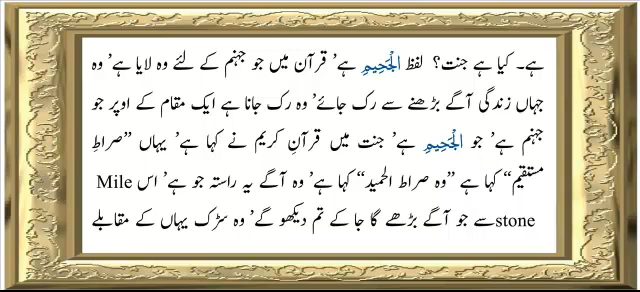 ہے۔ کیا ہے جنت؟ لفظ الْجَحِیمِ ہے’ قرآن میں جو جہنم کے لئے وہ لایا ہے’ وہ
جہاں زندگی آگے بڑھنے سے رک جائے’ وہ رک جانا ہے ایک مقام کے اوپر جو
جہنم ہے’ جو الْجَحِیمِ ہے’ جنت میں قرآنِ کریم نے کہا ہے’ یہاں ”صراطِ
مستقیم“ کہا ہے ”وہ صراط الحمید“ کہا ہے’ وہ آگے یہ راستہ جو ہے’ اس Mile
stone سے جو آگے بڑھے گا جا کے تم دیکھو گے’ وہ سڑک یہاں کے مقابلے